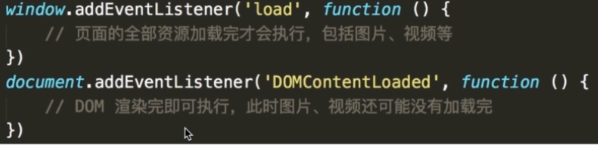 window.addEventListener('load', function () {
// 页面的全部资源加载完才会执行，包括图片、视频等
})
document.addEventListener('DOMContentLoaded', function () {
// DOM 渲染完即可执行，此时图片、视频还可能没有加载完
})